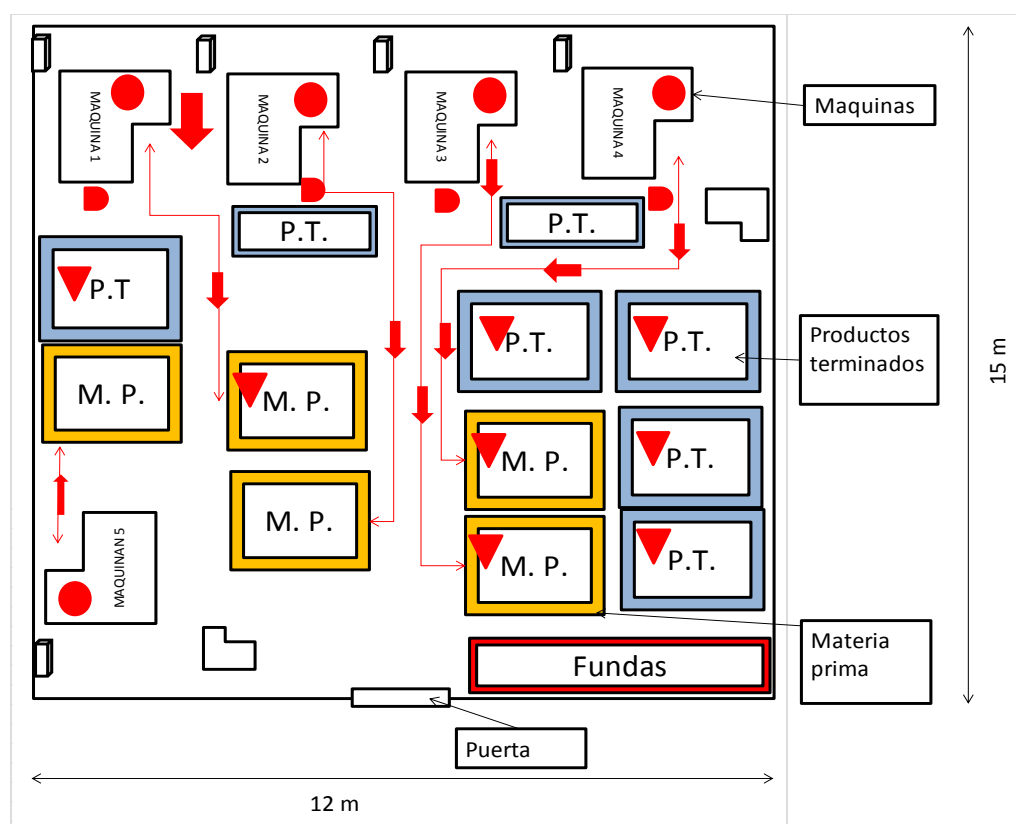 MAQUINA 1
MAQUINA 2
MAQUINA 3
MAQUINA 4
Maquinas
P.T.
P.T.
P.T
P.T.
P.T.
Productos
terminados
15 m
M. P.
M. P.
M. P.
P.T.
M. P.
M. P.
P.T.
MAQUINAN 5
Materia
prima
Fundas
Puerta
12 m